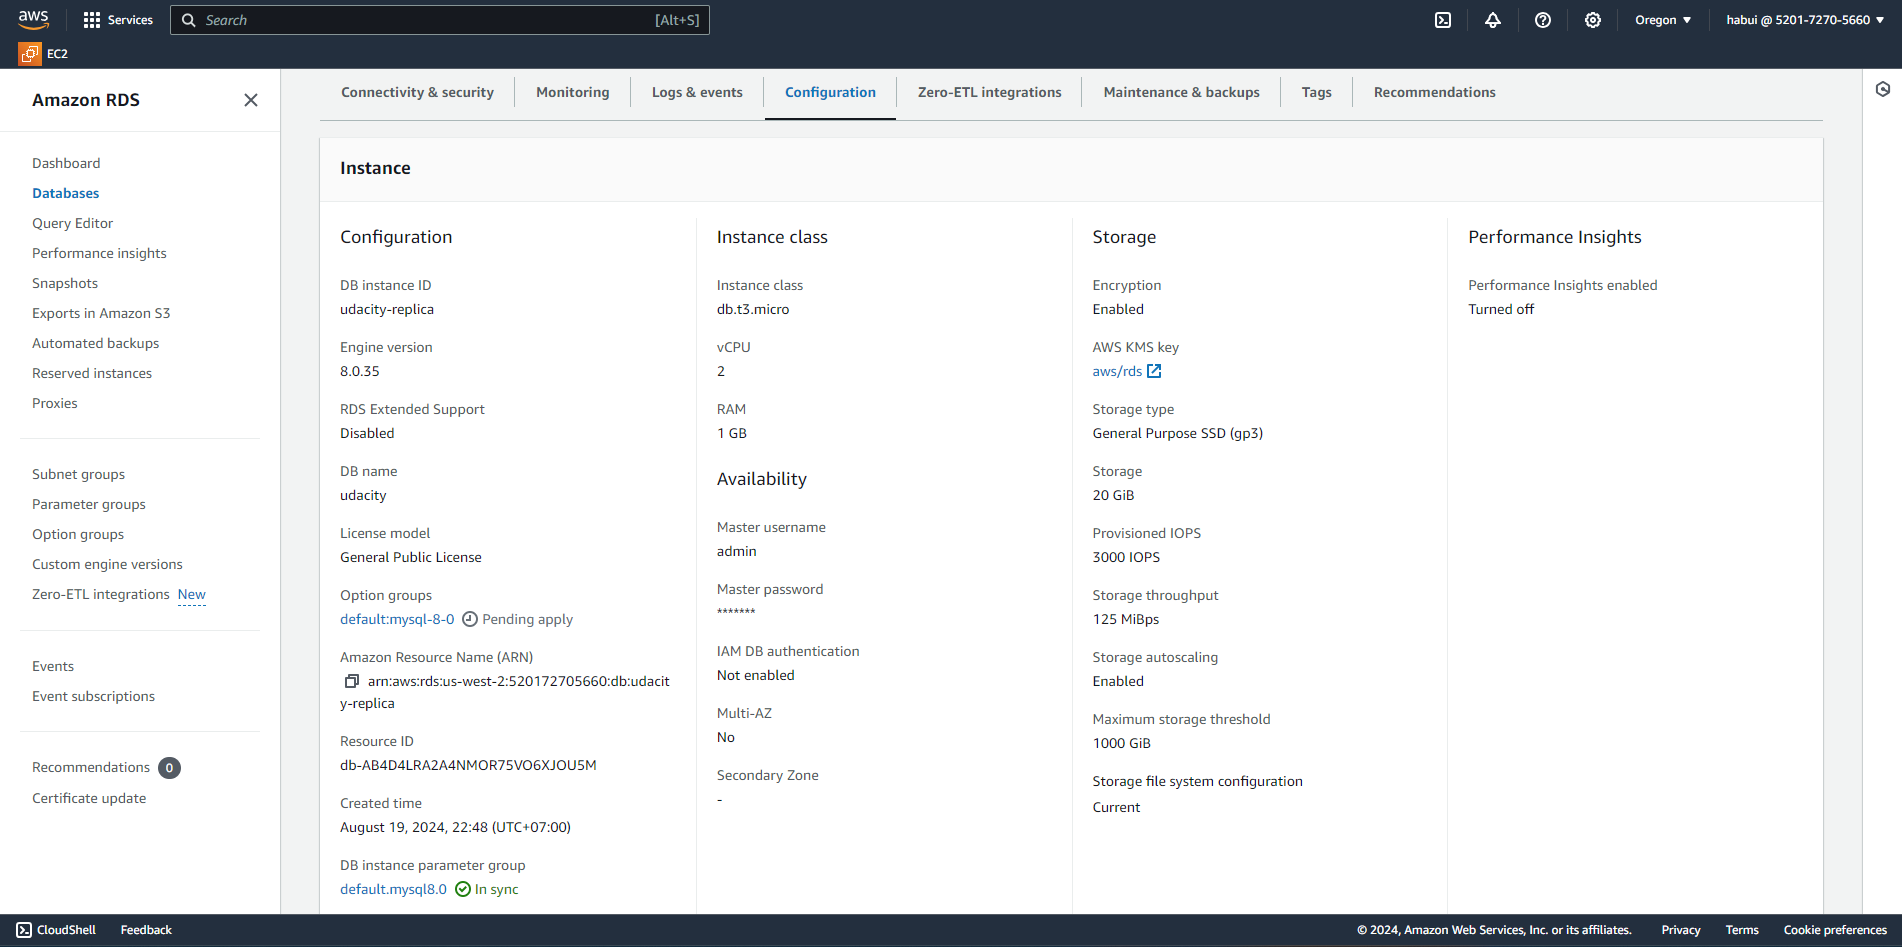 aws
Services
Search
[Alt+S]
Oregon ▼
habui @ 5201-7270-5660 ▼
EC2
Amazon RDS
Dashboard
Databases
Query Editor
Performance insights
Snapshots
Exports in Amazon S3
Automated backups
Reserved instances
Proxies
Subnet groups
Parameter groups
Option groups
Custom engine versions
Zero-ETL integrations New
Events
Event subscriptions
Recommendations 0
Certificate update
Connectivity & security
Monitoring
Logs & events
Configuration
Zero-ETL integrations
Maintenance & backups
Tags
Recommendations
Instance
Configuration
DB instance ID
udacity-replica
Engine version
8.0.35
RDS Extended Support
Disabled
DB name
udacity
License model
General Public License
Option groups
default:mysql-8-0 Pending apply
Amazon Resource Name (ARN)
arn:aws:rds:us-west-2:520172705660:db:udacit
y-replica
Resource ID
db-AB4D4LRA2A4NMOR75VO6XJOU5M
Created time
August 19, 2024, 22:48 (UTC+07:00)
DB instance parameter group
default.mysql8.0 In sync
Instance class
Instance class
db.t3.micro
vCPU
2
RAM
1 GB
Availability
Master username
admin
Master password
*******
IAM DB authentication
Not enabled
Multi-AZ
No
Secondary Zone
-
Storage
Encryption
Enabled
AWS KMS key
aws/rds
Storage type
General Purpose SSD (gp3)
Storage
20 GiB
Provisioned IOPS
3000 IOPS
Storage throughput
125 MiBps
Storage autoscaling
Enabled
Maximum storage threshold
1000 GiB
Storage file system configuration
Current
Performance Insights
Performance Insights enabled
Turned off
CloudShell
Feedback
© 2024, Amazon Web Services, Inc. or its affiliates.
Privacy
Terms
Cookie preferences